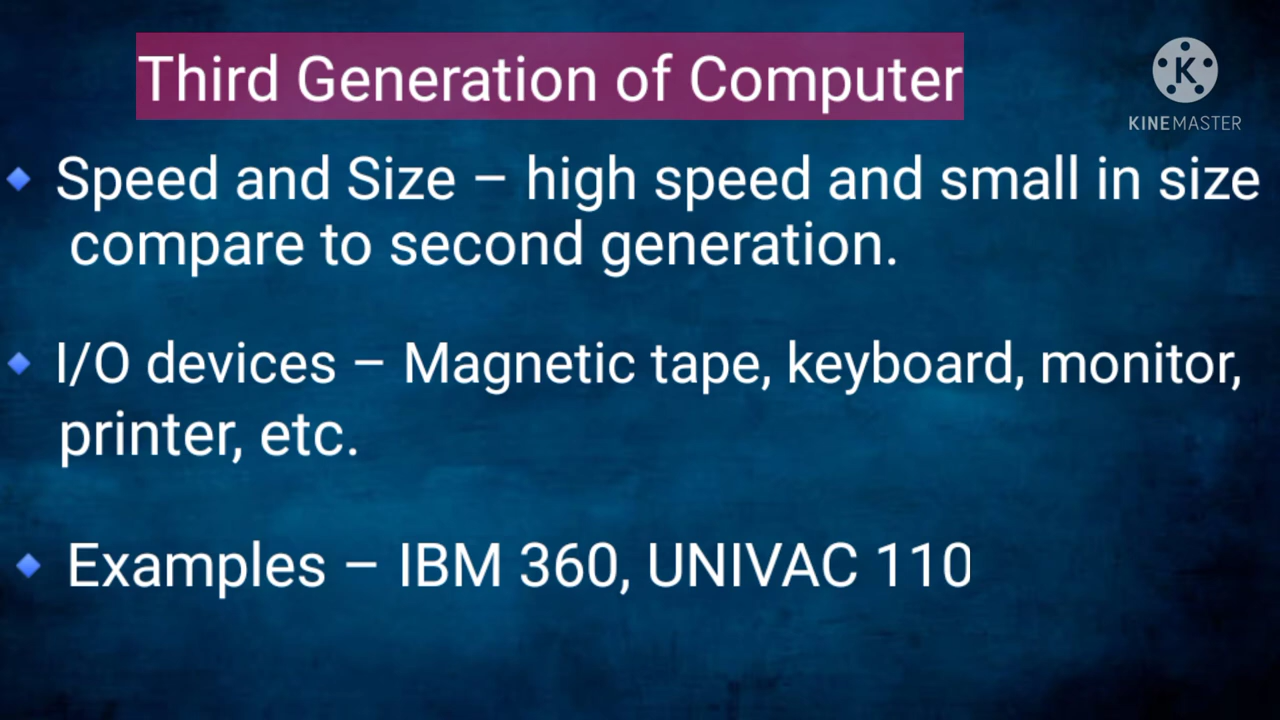 Third Generation of Computer
K
KINEMASTER
Speed and Size – high speed and small in size
compare to second generation.
I/O devices – Magnetic tape, keyboard, monitor,
printer, etc.
Examples – IBM 360, UNIVAC 110